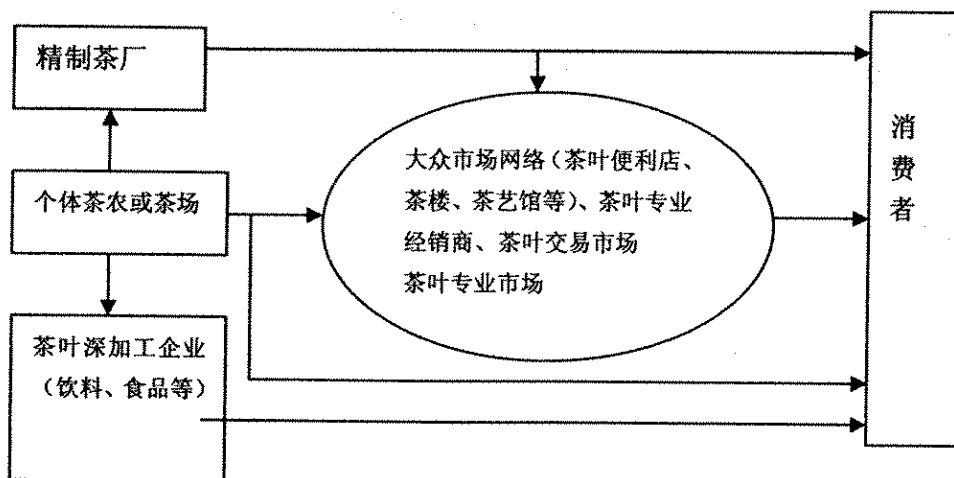 精制茶厂
个体茶农或茶场
茶叶深加工企业
（饮料、食品等）
大众市场网络（茶叶便利店、
茶楼、茶艺馆等）、茶叶专业
经销商、茶叶交易市场
茶叶专业市场
消
费
者